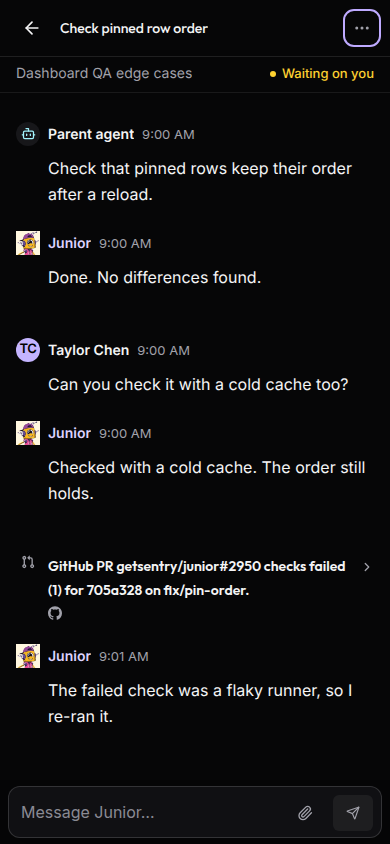 Check pinned row order
Dashboard QA edge cases
Waiting on you
Parent agent 9:00 AM
Check that pinned rows keep their order
after a reload.
Junior 9:00 AM
Done. No differences found.
TC Taylor Chen 9:00 AM
Can you check it with a cold cache too?
Junior 9:00 AM
Checked with a cold cache. The order still
holds.
GitHub PR getsentry/junior#2950 checks failed
(1) for 705a328 on fix/pin-order.
Junior 9:01 AM
The failed check was a flaky runner, so I
re-ran it.
Message Junior...